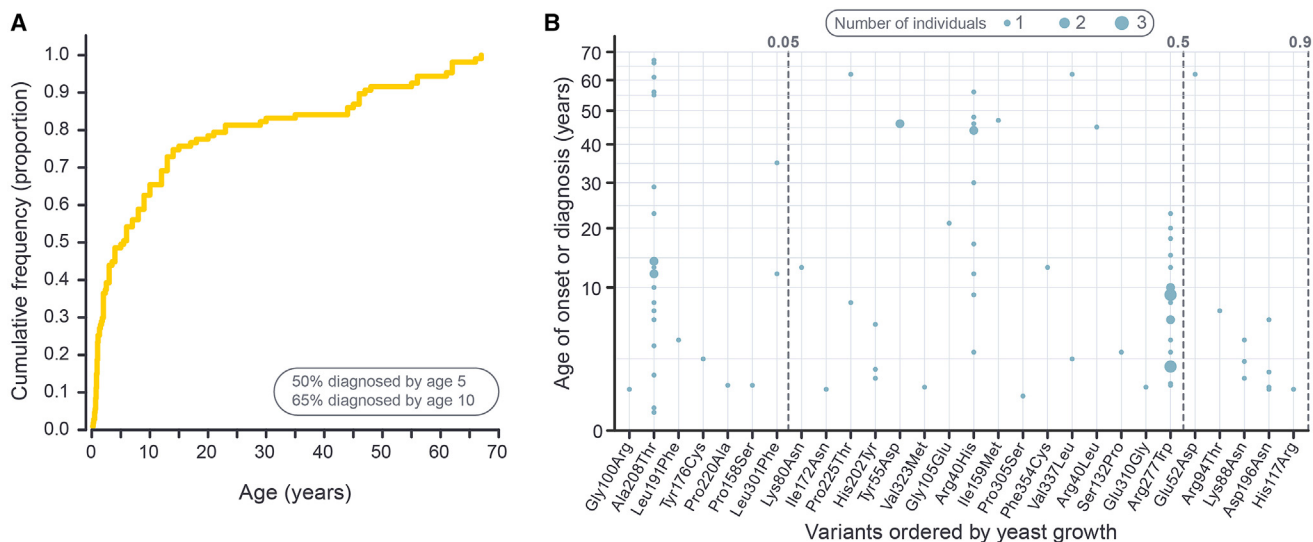 A
Cumulative frequency (proportion)
1.0
0.9
0.8
0.7
0.6
0.5
0.4
0.3
0.2
0.1
0.0
50% diagnosed by age 5
65% diagnosed by age 10
0 10 20 30 40 50 60 70
Age (years)
B
Number of individuals 1 2 3
0.05 0.5 0.9
Age of onset or diagnosis (years)
70
60
50
40
30
20
10
0
Gly100Arg
Ala208Thr
Leu191Phe
Tyr176Cys
Pro220Ala
Pro158Ser
Leu301Phe
Lys80Asn
Ile172Asn
Pro225Thr
His202Tyr
Tyr55Asp
Val323Met
Gly105Glu
Arg40His
Ile159Met
Pro305Ser
Phe354Cys
Val337Leu
Arg40Leu
Ser132Pro
Glu310Gly
Arg277Trp
Glu52Asp
Arg94Thr
Lys88Asn
Asp196Asn
His117Arg
Variants ordered by yeast growth